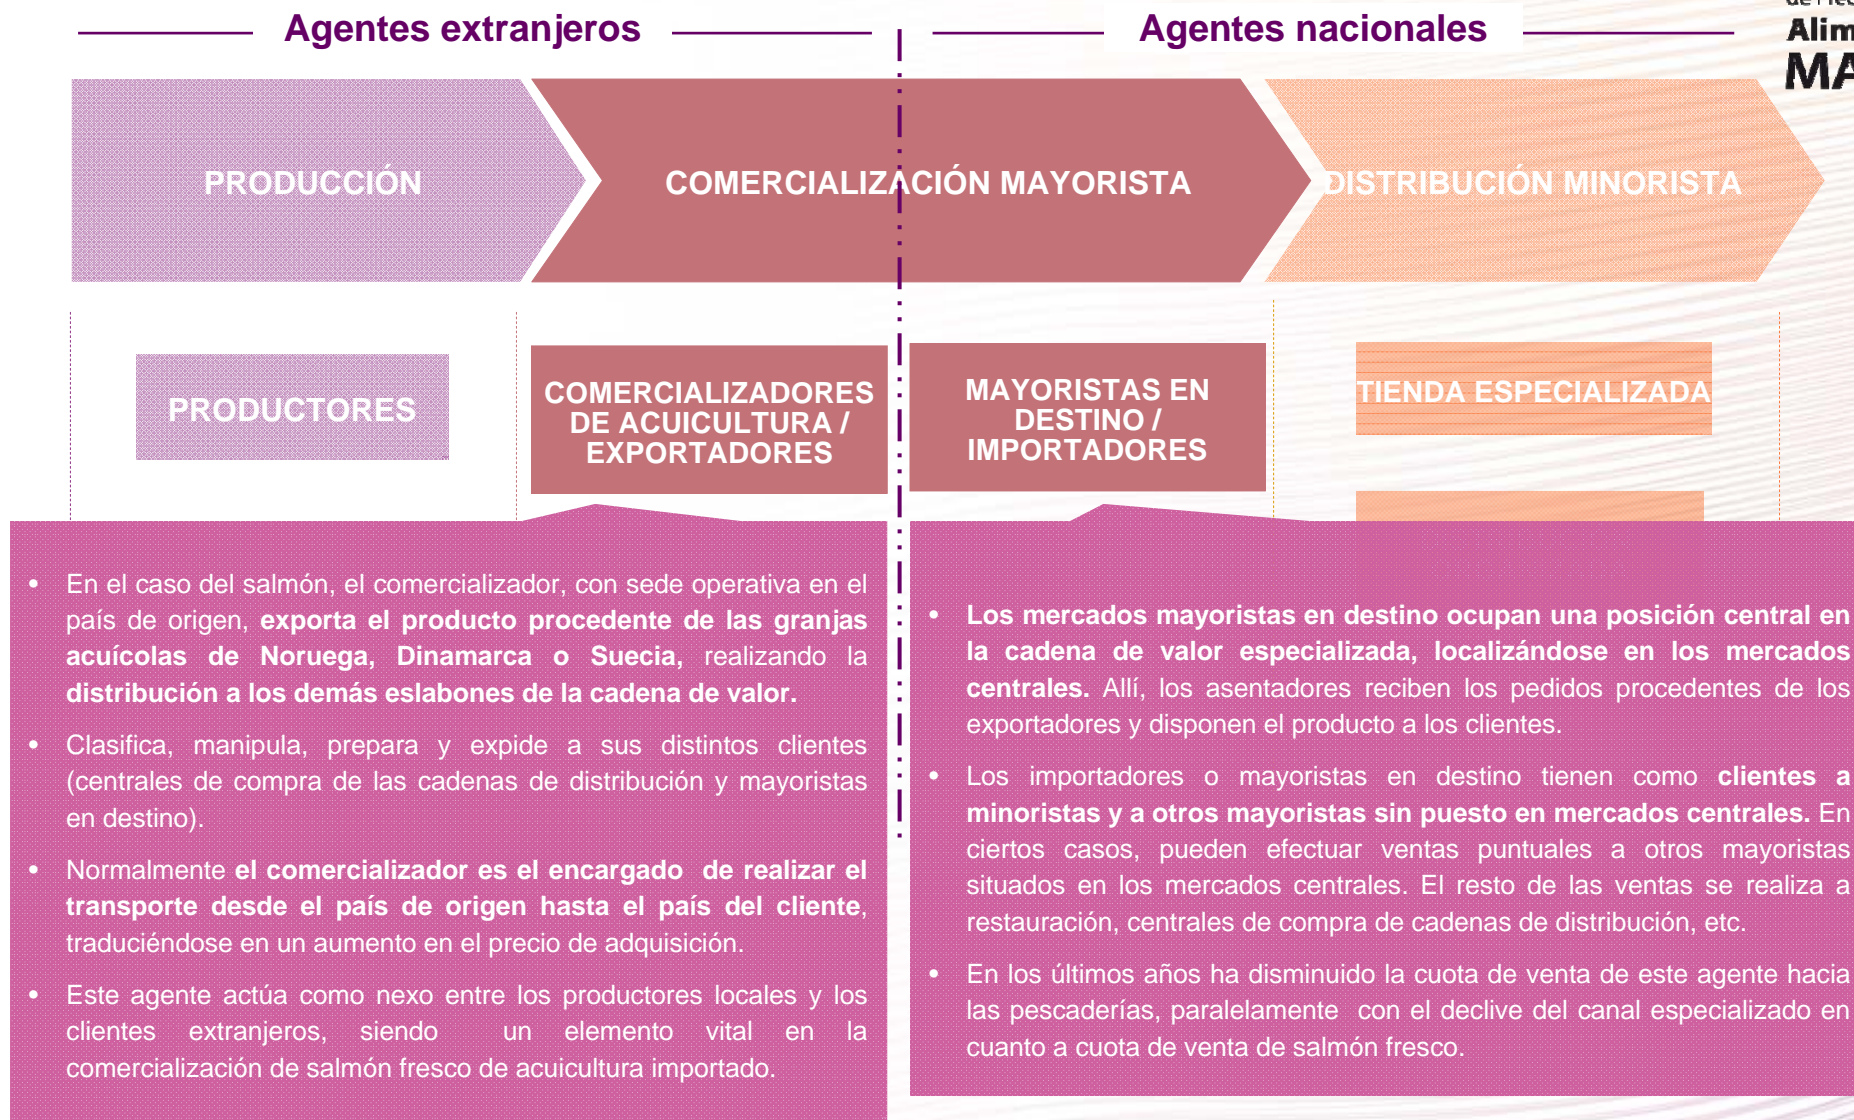 Agentes extranjeros
Agentes nacionales
Alim
MA
PRODUCCIÓN
COMERCIALIZACIÓN MAYORISTA
DISTRIBUCIÓN MINORISTA
PRODUCTORES
COMERCIALIZADORES
DE ACUICULTURA /
EXPORTADORES
MAYORISTAS EN
DESTINO /
IMPORTADORES
TIENDA ESPECIALIZADA
• En el caso del salmón, el comercializador, con sede operativa en el
país de origen, exporta el producto procedente de las granjas
acuícolas de Noruega, Dinamarca o Suecia, realizando la
distribución a los demás eslabones de la cadena de valor.
• Clasifica, manipula, prepara y expide a sus distintos clientes
(centrales de compra de las cadenas de distribución y mayoristas
en destino).
• Normalmente el comercializador es el encargado de realizar el
transporte desde el país de origen hasta el país del cliente,
traduciéndose en un aumento en el precio de adquisición.
• Este agente actúa como nexo entre los productores locales y los
clientes extranjeros, siendo un elemento vital en la
comercialización de salmón fresco de acuicultura importado.
• Los mercados mayoristas en destino ocupan una posición central en
la cadena de valor especializada, localizándose en los mercados
centrales. Allí, los asentadores reciben los pedidos procedentes de los
exportadores y disponen el producto a los clientes.
• Los importadores o mayoristas en destino tienen como clientes a
minoristas y a otros mayoristas sin puesto en mercados centrales. En
ciertos casos, pueden efectuar ventas puntuales a otros mayoristas
situados en los mercados centrales. El resto de las ventas se realiza a
restauración, centrales de compra de cadenas de distribución, etc.
• En los últimos años ha disminuido la cuota de venta de este agente hacia
las pescaderías, paralelamente con el declive del canal especializado en
cuanto a cuota de venta de salmón fresco.